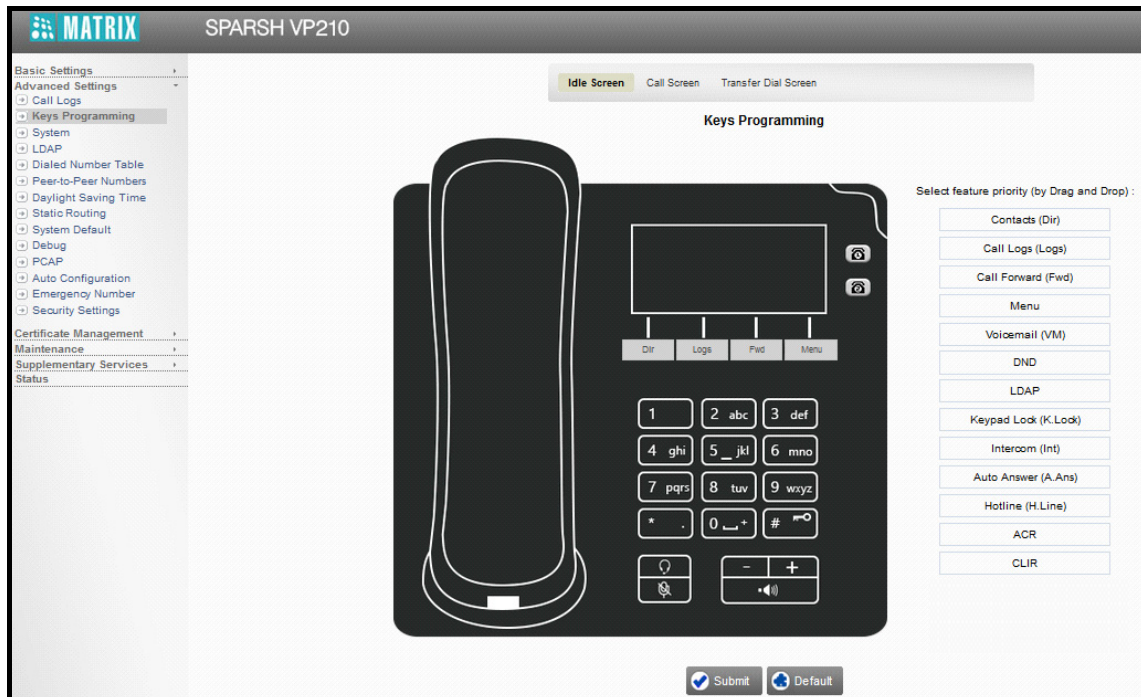 MATRIX SPARSH VP210
Basic Settings
Advanced Settings
Call Logs
Keys Programming
System
LDAP
Dialed Number Table
Peer-to-Peer Numbers
Daylight Saving Time
Static Routing
System Default
Debug
PCAP
Auto Configuration
Emergency Number
Security Settings
Certificate Management
Maintenance
Supplementary Services
Status
Idle Screen Call Screen Transfer Dial Screen
Keys Programming
Dir Logs Fwd Menu
1 2 abc 3 def
4 ghi 5 _ jkl 6 mno
7 pqrs 8 tuv 9 wxyz
* . 0 + #
- +
Select feature priority (by Drag and Drop) :
Contacts (Dir)
Call Logs (Logs)
Call Forward (Fwd)
Menu
Voicemail (VM)
DND
LDAP
Keypad Lock (K.Lock)
Intercom (Int)
Auto Answer (A.Ans)
Hotline (H.Line)
ACR
CLIR
Submit Default